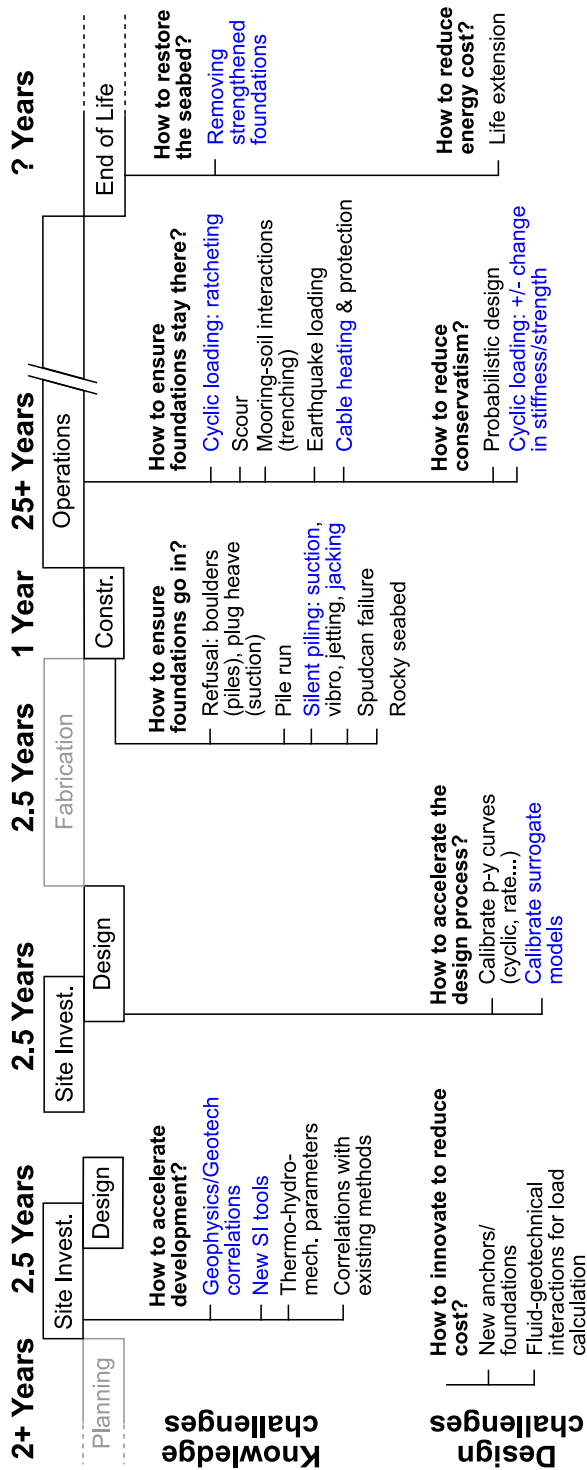 2+ Years
2.5 Years
2.5 Years
2.5 Years
1 Year
25+ Years
? Years
Planning
Site Invest.
Design
Site Invest.
Design
Fabrication
Constr.
Operations
End of Life
Knowledge
challenges
How to accelerate
development?
Geophysics/Geotech
correlations
New SI tools
Thermo-hydro-
mech. parameters
Correlations with
existing methods
How to ensure
foundations go in?
Refusal: boulders
(piles), plug heave
(suction)
Pile run
Silent piling: suction,
vibro, jetting, jacking
Spudcan failure
Rocky seabed
How to ensure
foundations stay there?
Cyclic loading: ratcheting
Scour
Mooring-soil interactions
(trenching)
Earthquake loading
Cable heating & protection
How to restore
the seabed?
Removing
strengthened
foundations
Design
challenges
How to innovate to reduce
cost?
New anchors/
foundations
Fluid-geotechnical
interactions for load
calculation
How to accelerate the
design process?
Calibrate p-y curves
(cyclic, rate...)
Calibrate surrogate
models
How to reduce
conservatism?
Probabilistic design
Cyclic loading: +/- change
in stiffness/strength
How to reduce
energy cost?
Life extension